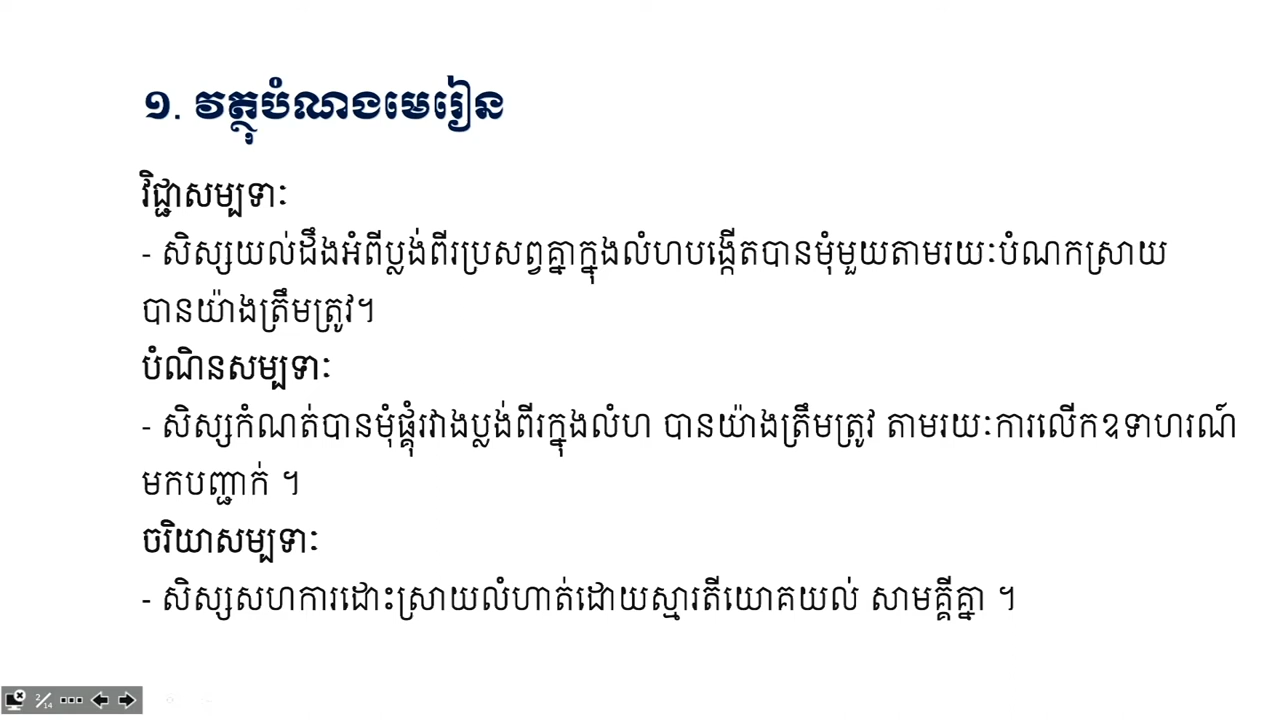 ១. វត្ថុបំណងមេរៀន
វិជ្ជាសម្បទាៈ
- សិស្សយល់ដឹងអំពីប្លង់ពីរប្រសព្វគ្នាក្នុងលំហបង្កើតបានមុំមួយតាមរយៈបំណកស្រាយ
បានយ៉ាងត្រឹមត្រូវ។
បំណិនសម្បទាៈ
- សិស្សកំណត់បានមុំផ្គុំរវាងប្លង់ពីរក្នុងលំហ បានយ៉ាងត្រឹមត្រូវ តាមរយៈការលើកឧទាហរណ៍
មកបញ្ជាក់ ។
ចរិយាសម្បទាៈ
- សិស្សសហការដោះស្រាយលំហាត់ដោយស្មារតីយោគយល់ សាមគ្គីគ្នា ។
2/14